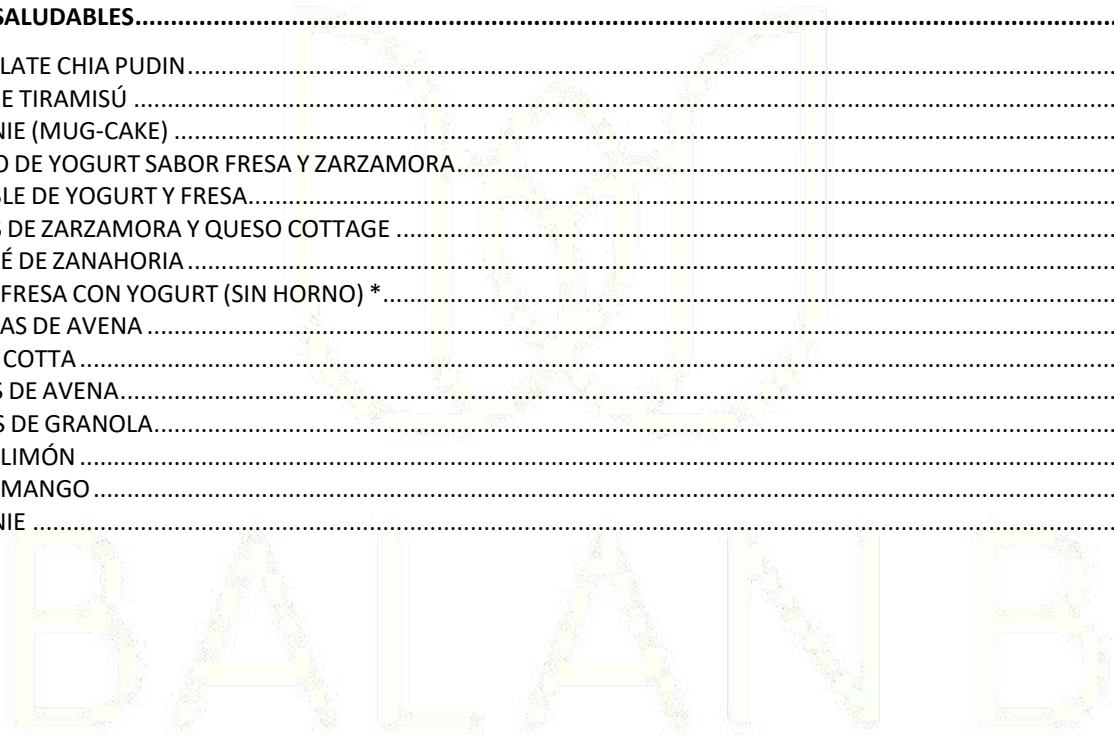 SALUDABLES
LATE CHIA PUDIN
E TIRAMISÚ
NIE (MUG-CAKE)
O DE YOGURT SABOR FRESA Y ZARZAMORA
BLE DE YOGURT Y FRESA
S DE ZARZAMORA Y QUESO COTTAGE
É DE ZANAHORIA
FRESA CON YOGURT (SIN HORNO) *
AS DE AVENA
COTTA
S DE AVENA
S DE GRANOLA
LIMÓN
MANGO
NIE
BALAN B